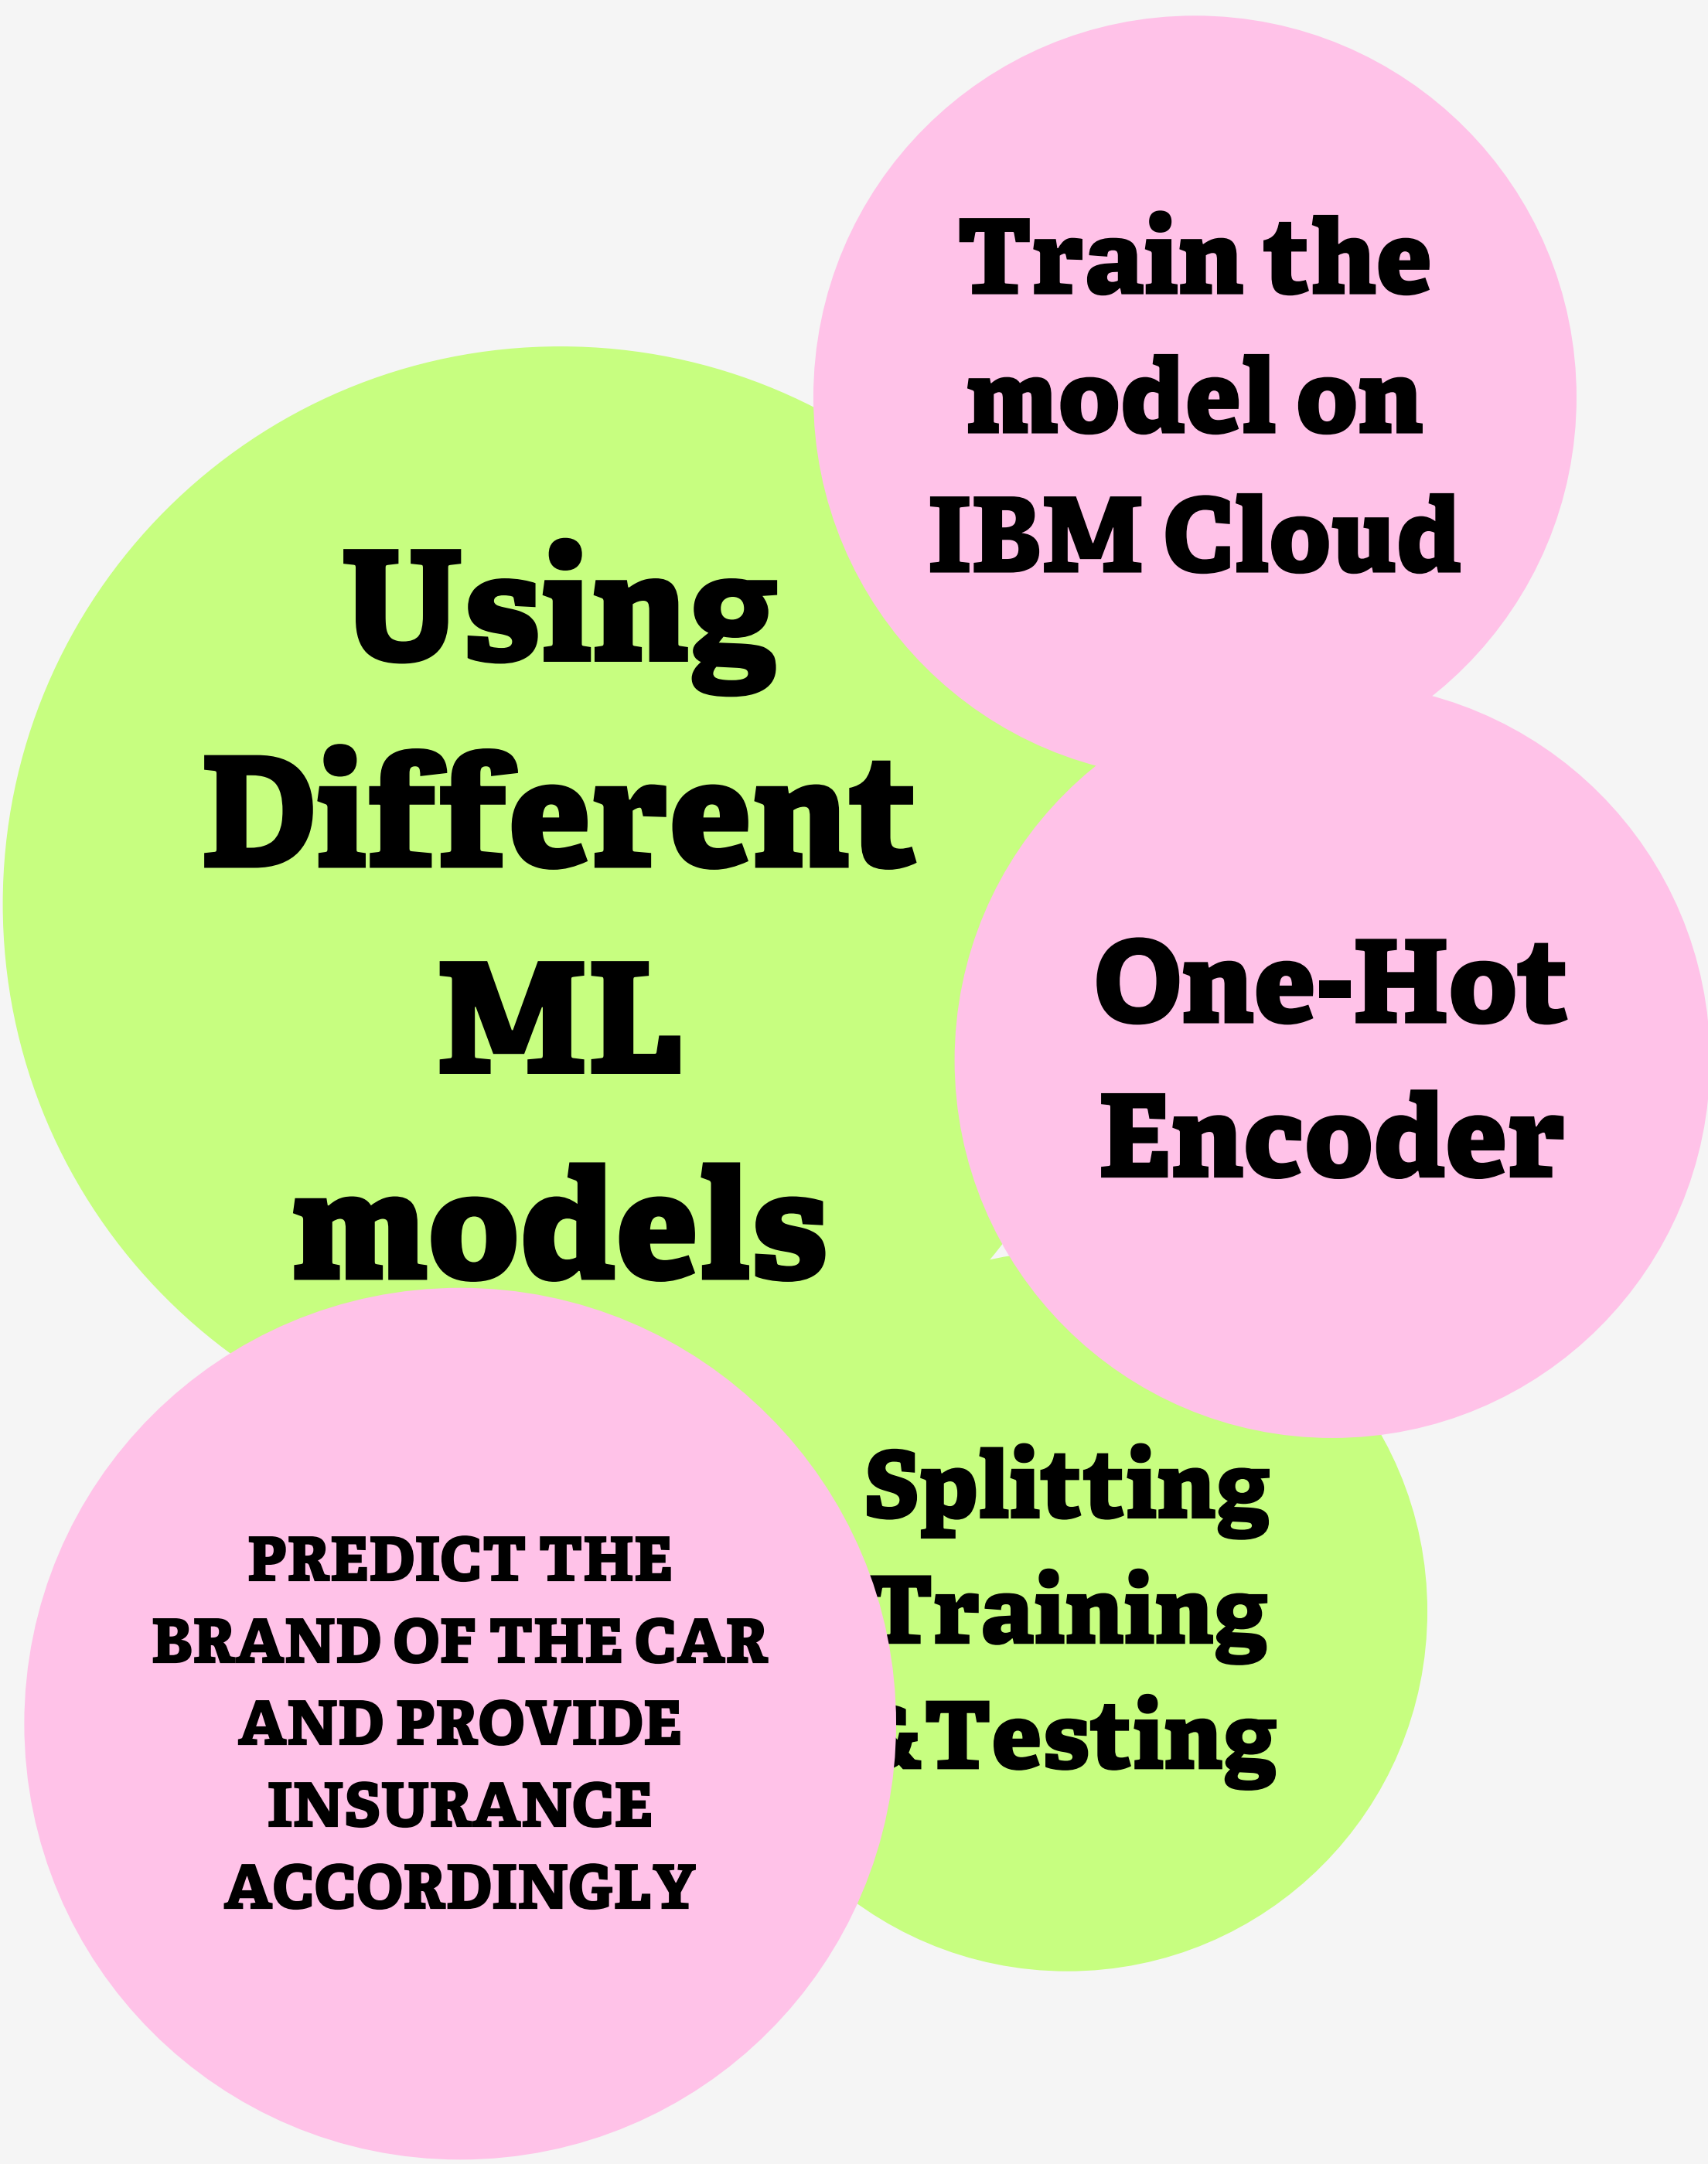 Train the
model on
IBM Cloud
Using
Different
ML
models
One-Hot
Encoder
Splitting
Training
&Testing
PREDICT THE
BRAND OF THE CAR
AND PROVIDE
INSURANCE
ACCORDINGLY